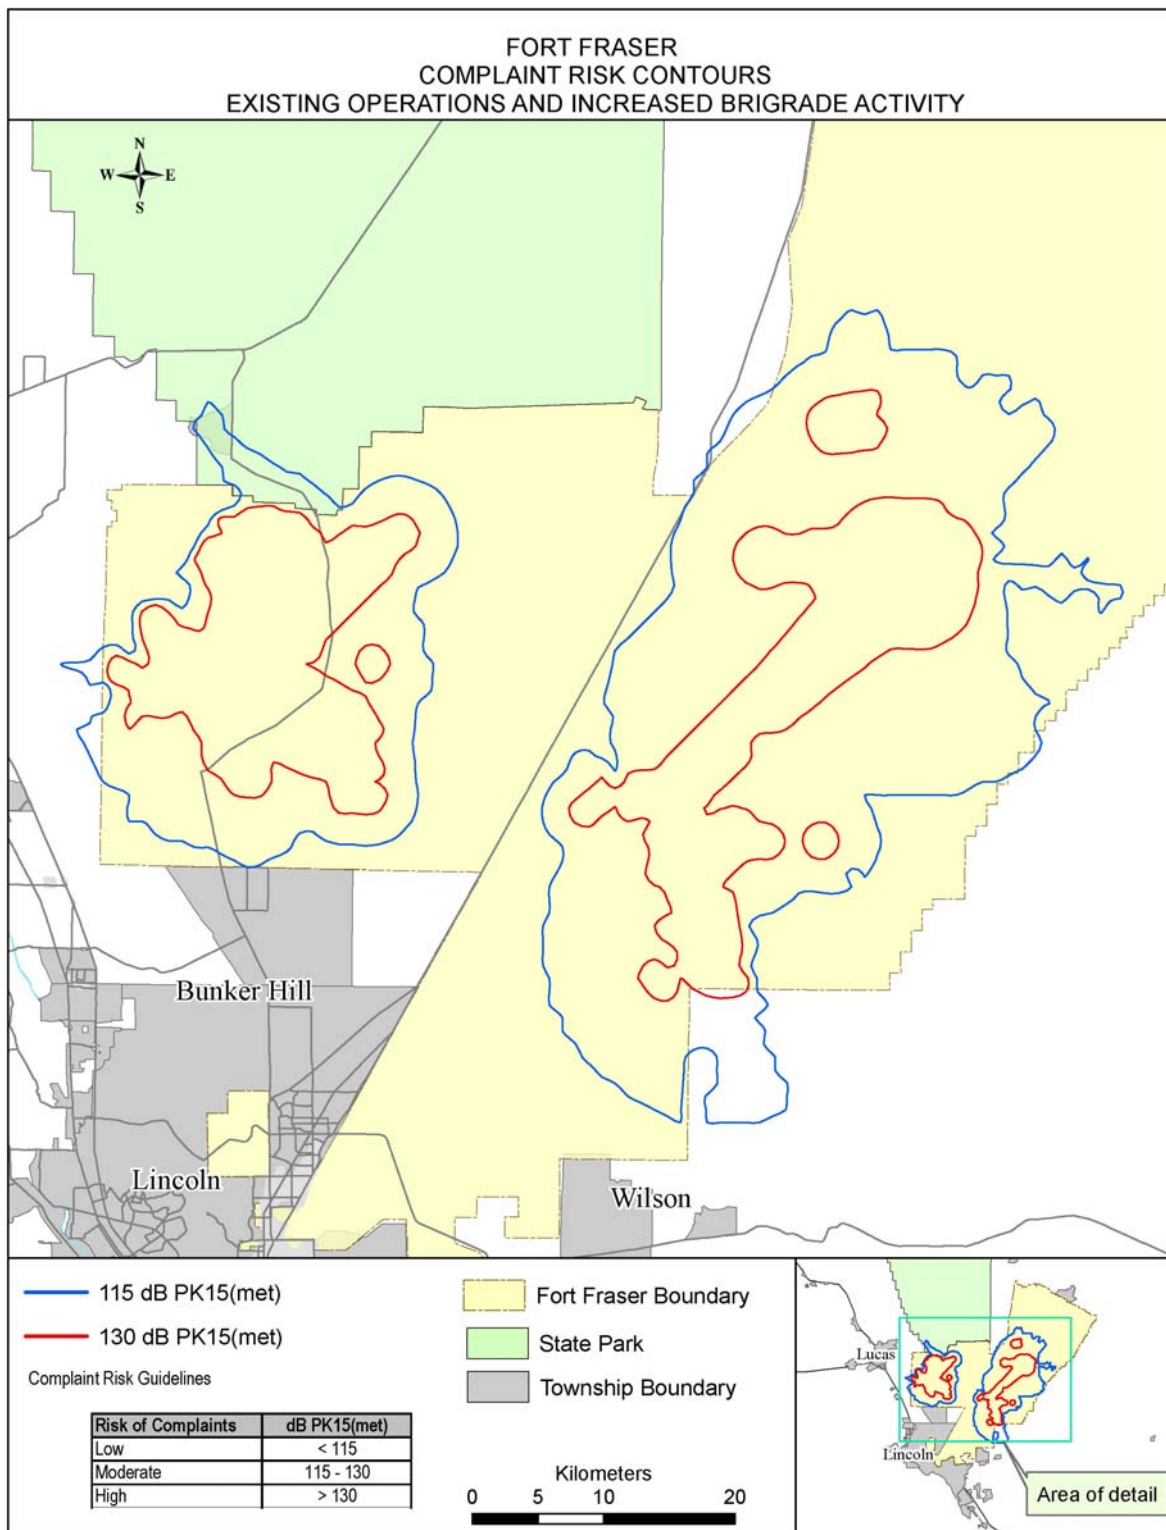 FORT FRASER
COMPLAINT RISK CONTOURS
EXISTING OPERATIONS AND INCREASED BRIGRADE ACTIVITY
N
W E
S
Bunker Hill
Lincoln
Wilson
115 dB PK15(met)
130 dB PK15(met)
Complaint Risk Guidelines
Risk of Complaints dB PK15(met)
Low < 115
Moderate 115 - 130
High > 130
Fort Fraser Boundary
State Park
Township Boundary
Kilometers
0 5 10 20
Lucas
Lincoln
Area of detail